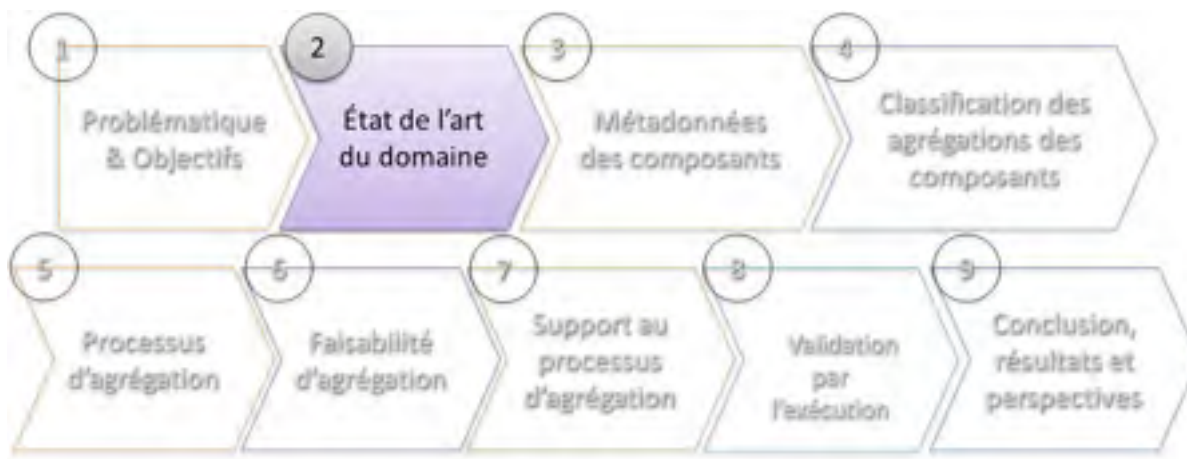 1
Problématique
& Objectifs
2
État de l'art
du domaine
3
Métadonnées
des composants
4
Classification des
agrégations des
composants
5
Processus
d'agrégation
6
Faisabilité
d'agrégation
7
Support au
processus
d'agrégation
8
Validation
par
l'exécution
9
Conclusion,
résultats et
perspectives